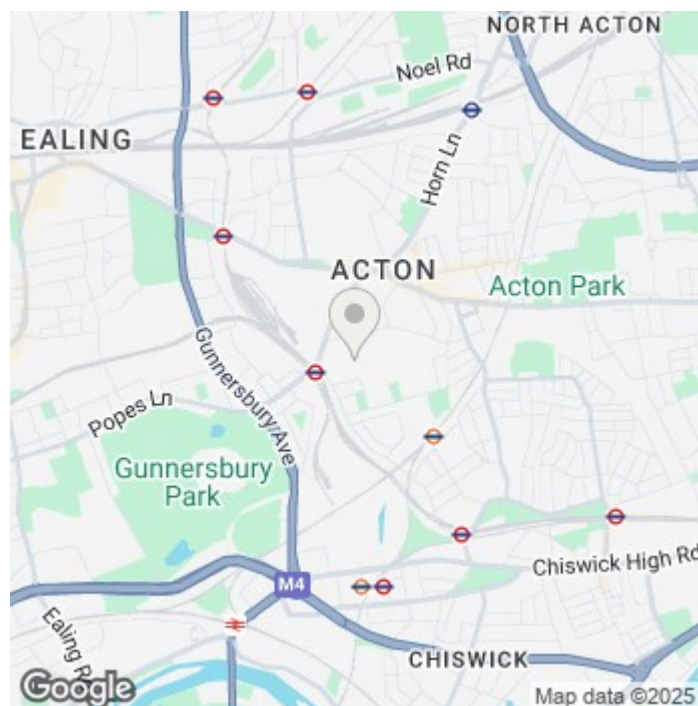 NORTH ACTON
Noel Rd
EALING
Horn Ln
ACTON
Acton Park
Gunnersbury Ave
Popes Ln
Gunnersbury
Park
Chiswick High Rd
M4
Ealing Rd
CHISWICK
Google
Map data ©2025